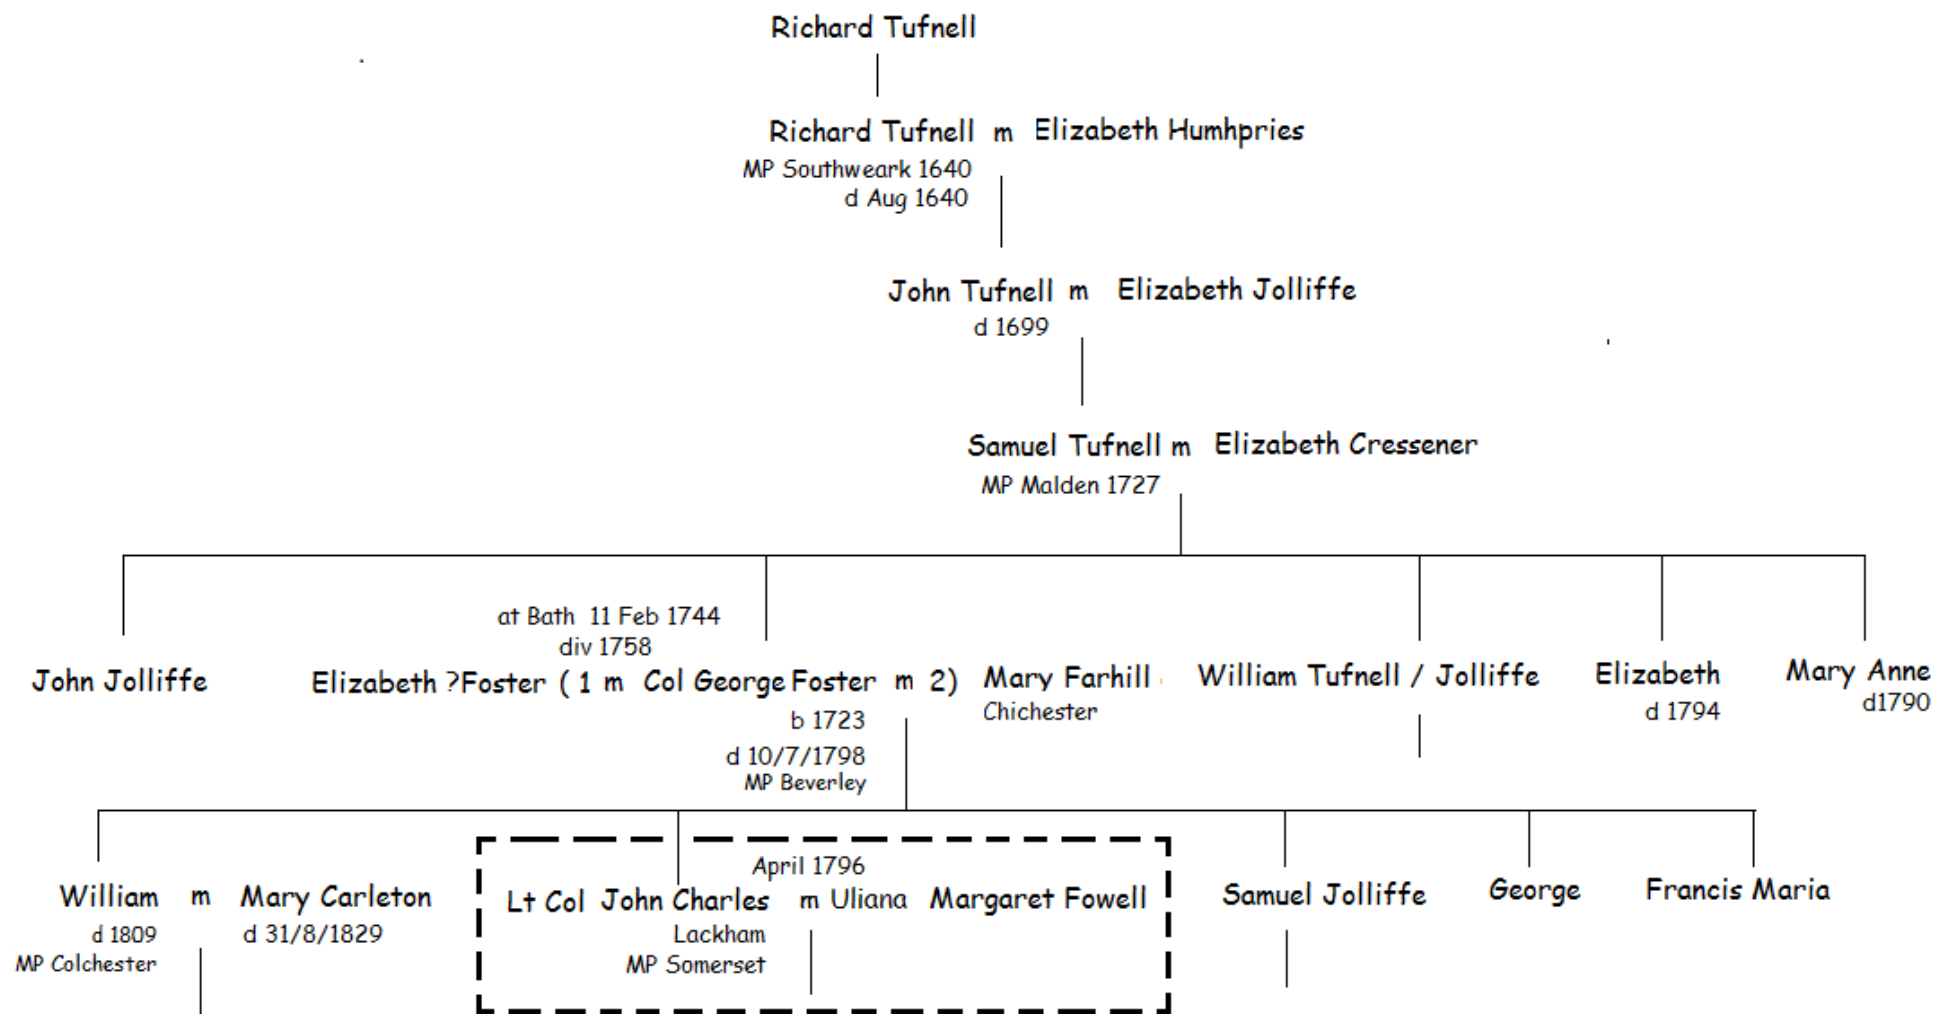 Richard Tufnell
Richard Tufnell m Elizabeth Humhpries
MP Southweark 1640
d Aug 1640
John Tufnell m Elizabeth Jolliffe
d 1699
Samuel Tufnell m Elizabeth Cressener
MP Malden 1727
at Bath 11 Feb 1744
div 1758
John Jolliffe
Elizabeth ?Foster ( 1 m Col George Foster m 2) Mary Farhill
Chichester
b 1723
d 10/7/1798
MP Beverley
William Tufnell / Jolliffe
Elizabeth
d 1794
Mary Anne
d1790
William m Mary Carleton
d 1809
d 31/8/1829
MP Colchester
April 1796
Lt Col John Charles m Uliana Margaret Fowell
Lackham
MP Somerset
Samuel Jolliffe
George
Francis Maria